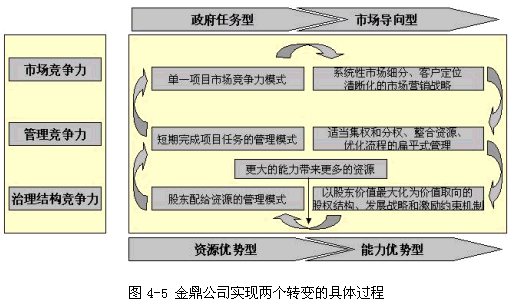 政府任务型
市场导向型
市场竞争力
单一项目市场竞争力模式
系统性市场细分、客户定位
清晰化的市场营销战略
管理竞争力
短期完成项目任务的管理模式
适当集权和分权、整合资源、
优化流程的扁平式管理
更大的能力带来更多的资源
治理结构竞争力
股东配给资源的管理模式
以股东价值最大化为价值取向的
股权结构、发展战略和激励约束机制
资源优势型
能力优势型
图 4-5 金鼎公司实现两个转变的具体过程